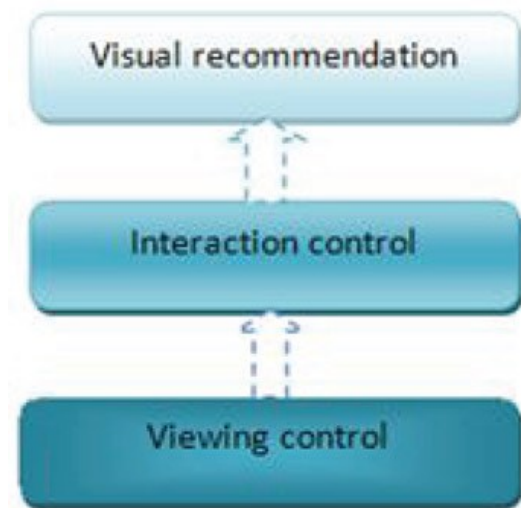 Visual recommendation
Interaction control
Viewing control